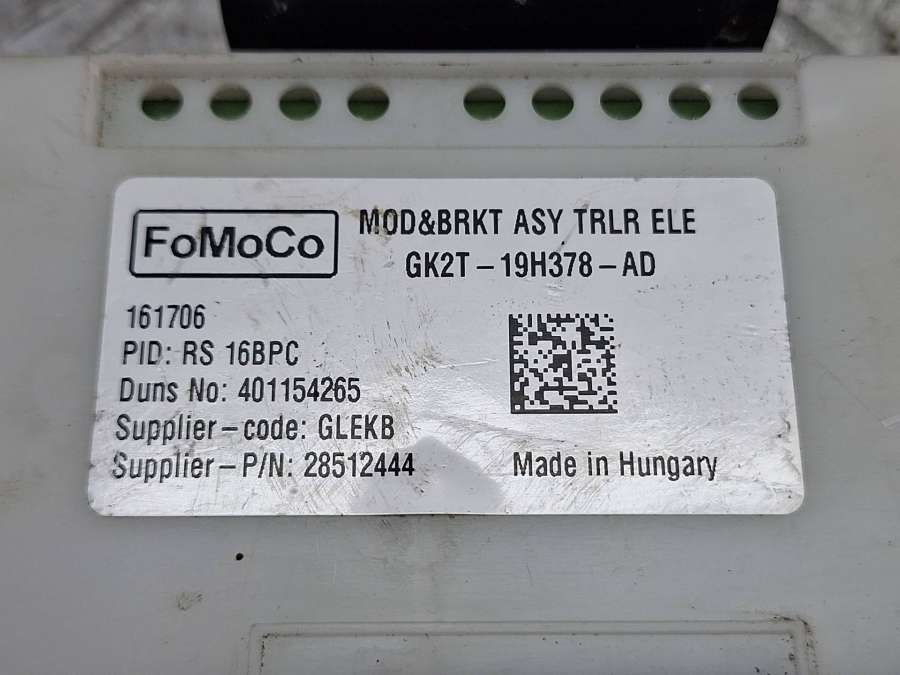 FoMoCo
MOD&BRKT ASY TRLR ELE
GK2T-19H378-AD
161706
PID: RS 16BPC
Duns No: 401154265
Supplier-code: GLEKB
Supplier-P/N: 28512444
Made in Hungary